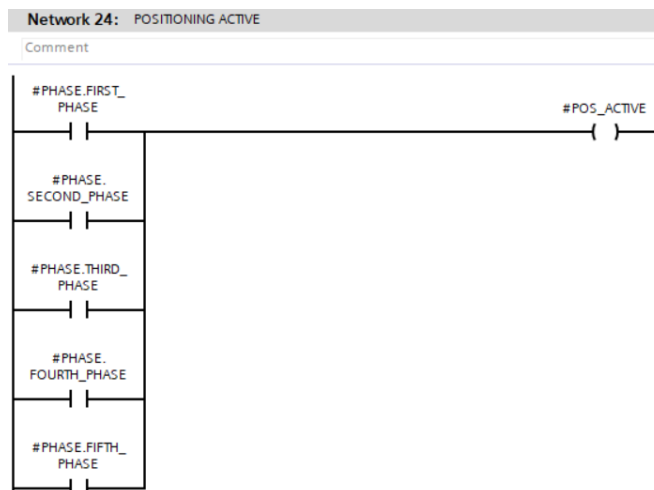 Network 24: POSITIONING ACTIVE
Comment
#PHASE.FIRST_
PHASE
#POS_ACTIVE
#PHASE.
SECOND_PHASE
#PHASE.THIRD_
PHASE
#PHASE.
FOURTH_PHASE
#PHASE.FIFTH_
PHASE